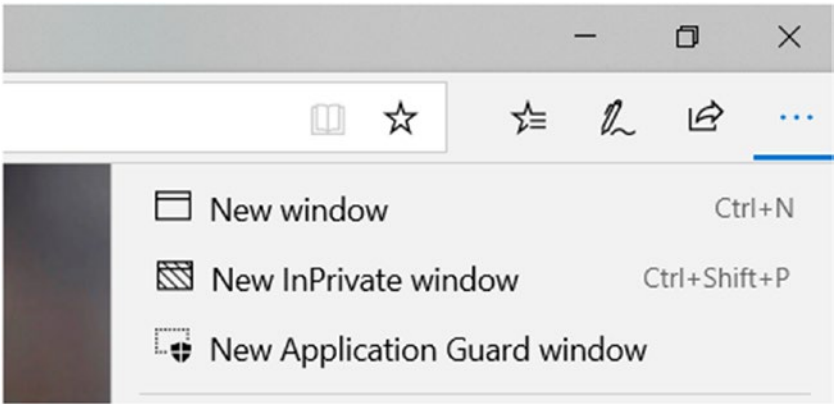 New window Ctrl+N
New InPrivate window Ctrl+Shift+P
New Application Guard window